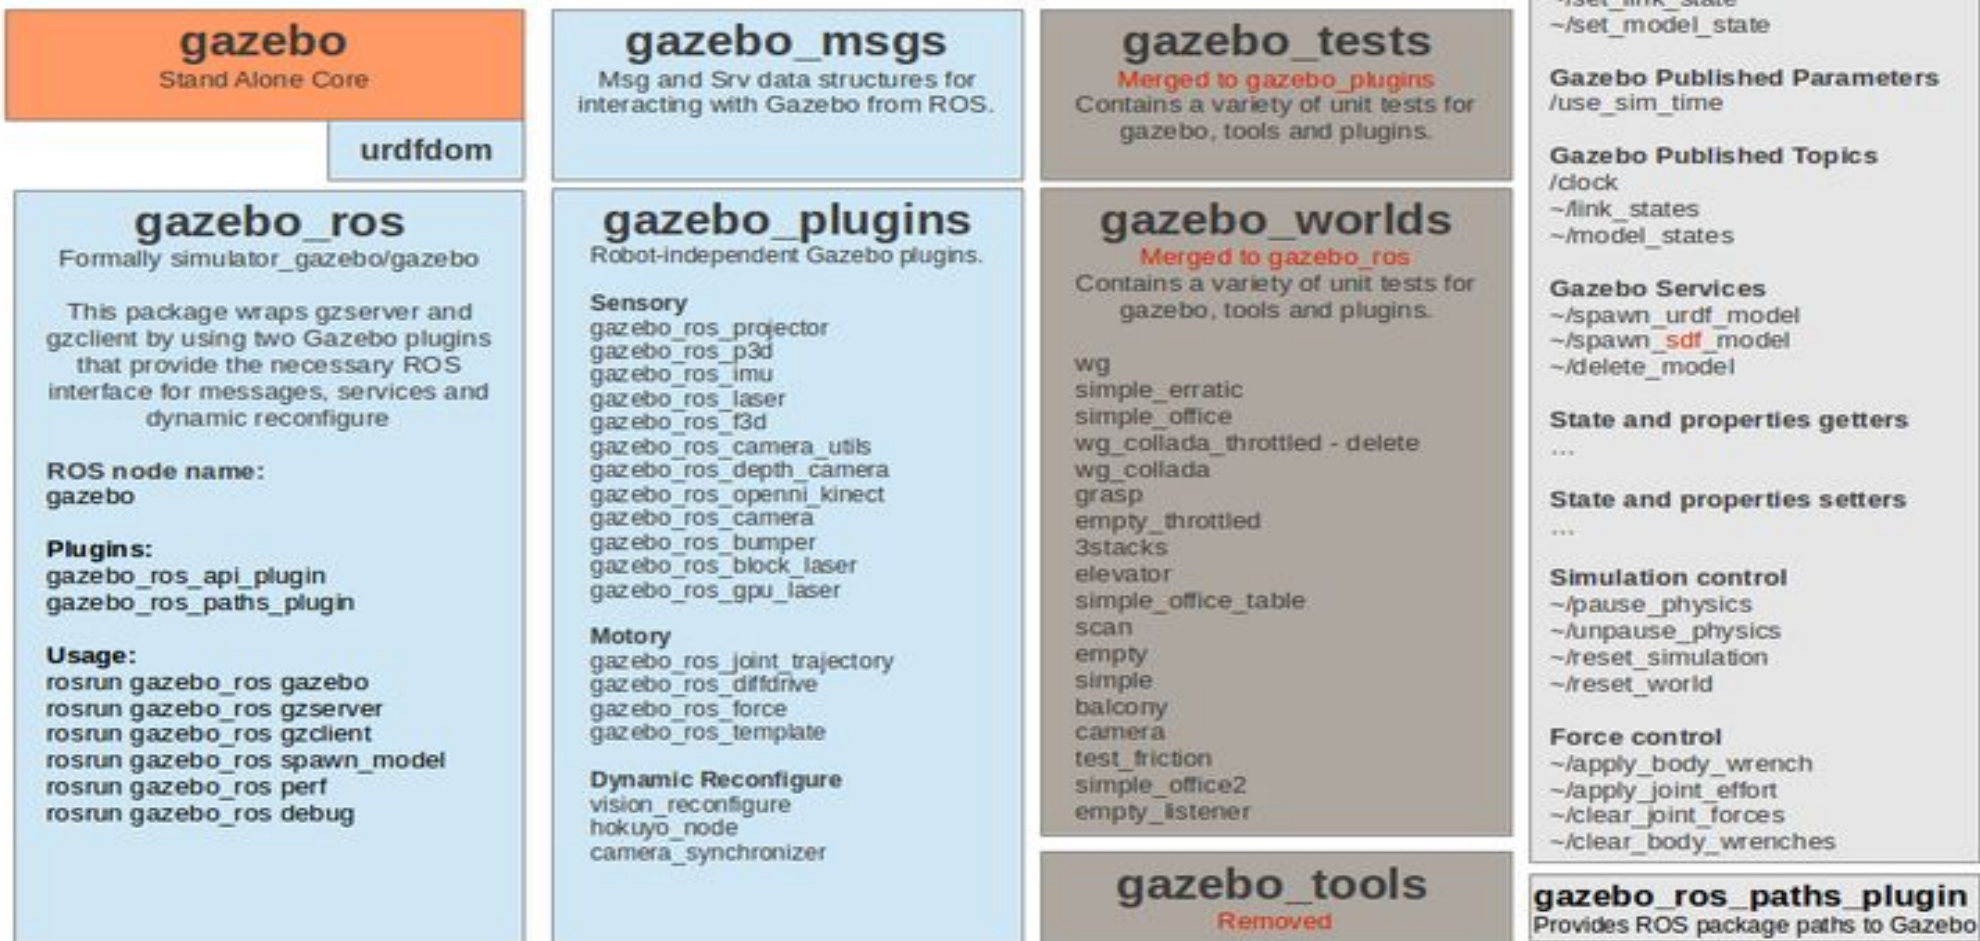 gazebo
Stand Alone Core
urdfdom
gazebo_ros
Formally simulator_gazebo/gazebo
This package wraps gzserver and
gzclient by using two Gazebo plugins
that provide the necessary ROS
interface for messages, services and
dynamic reconfigure
ROS node name:
gazebo
Plugins:
gazebo_ros_api_plugin
gazebo_ros_paths_plugin
Usage:
rosrun gazebo_ros gazebo
rosrun gazebo_ros gzserver
rosrun gazebo_ros gzclient
rosrun gazebo_ros spawn_model
rosrun gazebo_ros perf
rosrun gazebo_ros debug
gazebo_msgs
Msg and Srv data structures for
interacting with Gazebo from ROS.
gazebo_plugins
Robot-independent Gazebo plugins.
Sensory
gazebo_ros_projector
gazebo_ros_p3d
gazebo_ros_imu
gazebo_ros_laser
gazebo_ros_f3d
gazebo_ros_camera_utils
gazebo_ros_depth_camera
gazebo_ros_openni_kinect
gazebo_ros_camera
gazebo_ros_bumper
gazebo_ros_block_laser
gazebo_ros_gpu_laser
Motory
gazebo_ros_joint_trajectory
gazebo_ros_diffdrive
gazebo_ros_force
gazebo_ros_template
Dynamic Reconfigure
vision_reconfigure
hokuyo_node
camera_synchronizer
gazebo_tests
Merged to gazebo_plugins
Contains a variety of unit tests for
gazebo, tools and plugins.
gazebo_worlds
Merged to gazebo_ros
Contains a variety of unit tests for
gazebo, tools and plugins.
wg
simple_erratic
simple_office
wg_collada_throttled - delete
wg_collada
grasp
empty_throttled
3stacks
elevator
simple_office_table
scan
empty
simple
balcony
camera
test_friction
simple_office2
empty_listener
gazebo_tools
Removed
~/set_link_state
~/set_model_state
Gazebo Published Parameters
/use_sim_time
Gazebo Published Topics
/clock
~/link_states
~/model_states
Gazebo Services
~/spawn_urdf_model
~/spawn_sdf_model
~/delete_model
State and properties getters
...
State and properties setters
...
Simulation control
~/pause_physics
~/unpause_physics
~/reset_simulation
~/reset_world
Force control
~/apply_body_wrench
~/apply_joint_effort
~/clear_joint_forces
~/clear_body_wrenches
gazebo_ros_paths_plugin
Provides ROS package paths to Gazebo